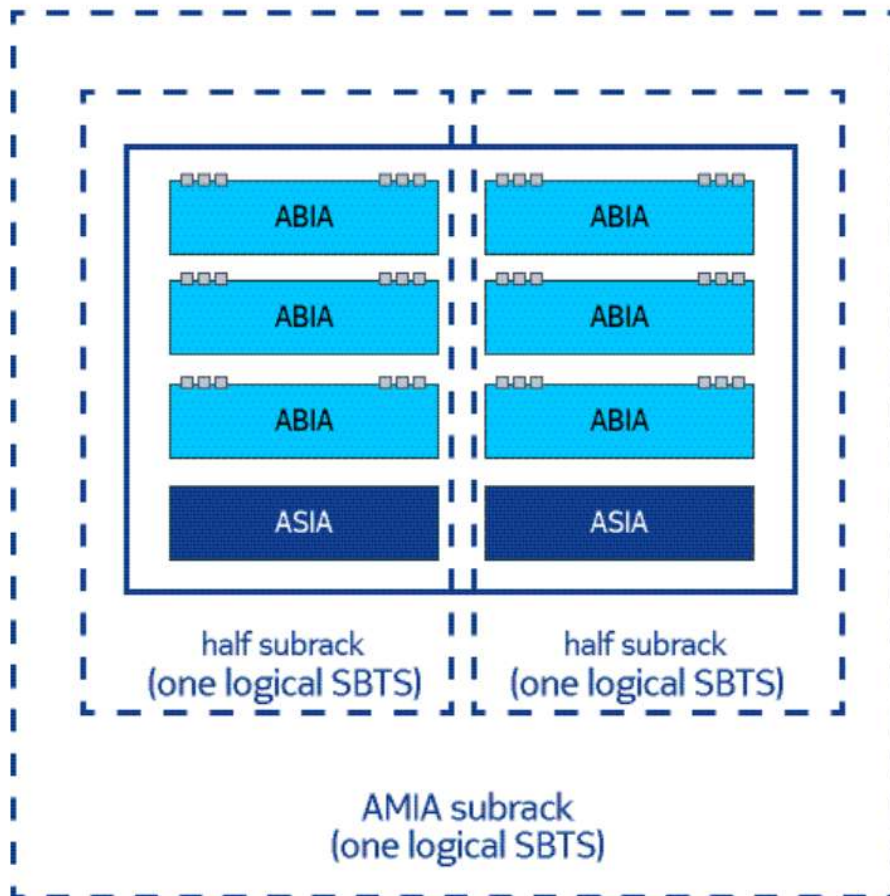 ABIA ABIA
ABIA ABIA
ABIA ABIA
ASIA ASIA
half subrack half subrack
(one logical SBTS) (one logical SBTS)
AMIA subrack
(one logical SBTS)